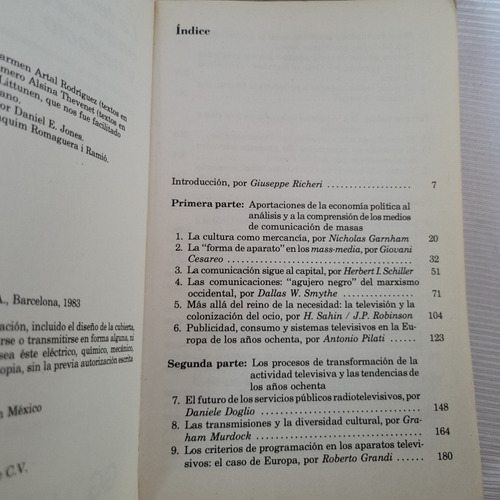 armen Artal Rodríguez (textos en
mero Alsina Thevenet (textos en
Littunen, que nos fue facilitado
ano.
or Daniel E. Jones.
aquim Romaguera i Ramió.
A., Barcelona, 1983
ación, incluido el diseño de la cubierta,
rse o transmitirse en forma alguna, ni
sea éste eléctrico, químico, mecánico,
opia, sin la previa autorización escrita
n México
C.V.
Índice
Introducción, por Giuseppe Richeri ..................... 7
Primera parte: Aportaciones de la economía política al
análisis y a la comprensión de los medios
de comunicación de masas
1. La cultura como mercancía, por Nicholas Garnham 20
2. La "forma de aparato" en los mass-media, por Giovani
Cesareo ........................................ 32
3. La comunicación sigue al capital, por Herbert I. Schiller 51
4. Las comunicaciones: "agujero negro" del marxismo
occidental, por Dallas W. Smythe ................ 71
5. Más allá del reino de la necesidad: la televisión y la
colonización del ocio, por H. Sahin / J.P. Robinson 104
6. Publicidad, consumo y sistemas televisivos en la Eu-
ropa de los años ochenta, por Antonio Pilati ....... 123
Segunda parte: Los procesos de transformación de la
actividad televisiva y las tendencias de
los años ochenta
7. El futuro de los servicios públicos radiotelevisivos, por
Daniele Doglio .................................. 148
8. Las transmisiones y la diversidad cultural, por Gra-
ham Murdock .................................. 164
9. Los criterios de programación en los aparatos televi-
sivos: el caso de Europa, por Roberto Grandi ...... 180